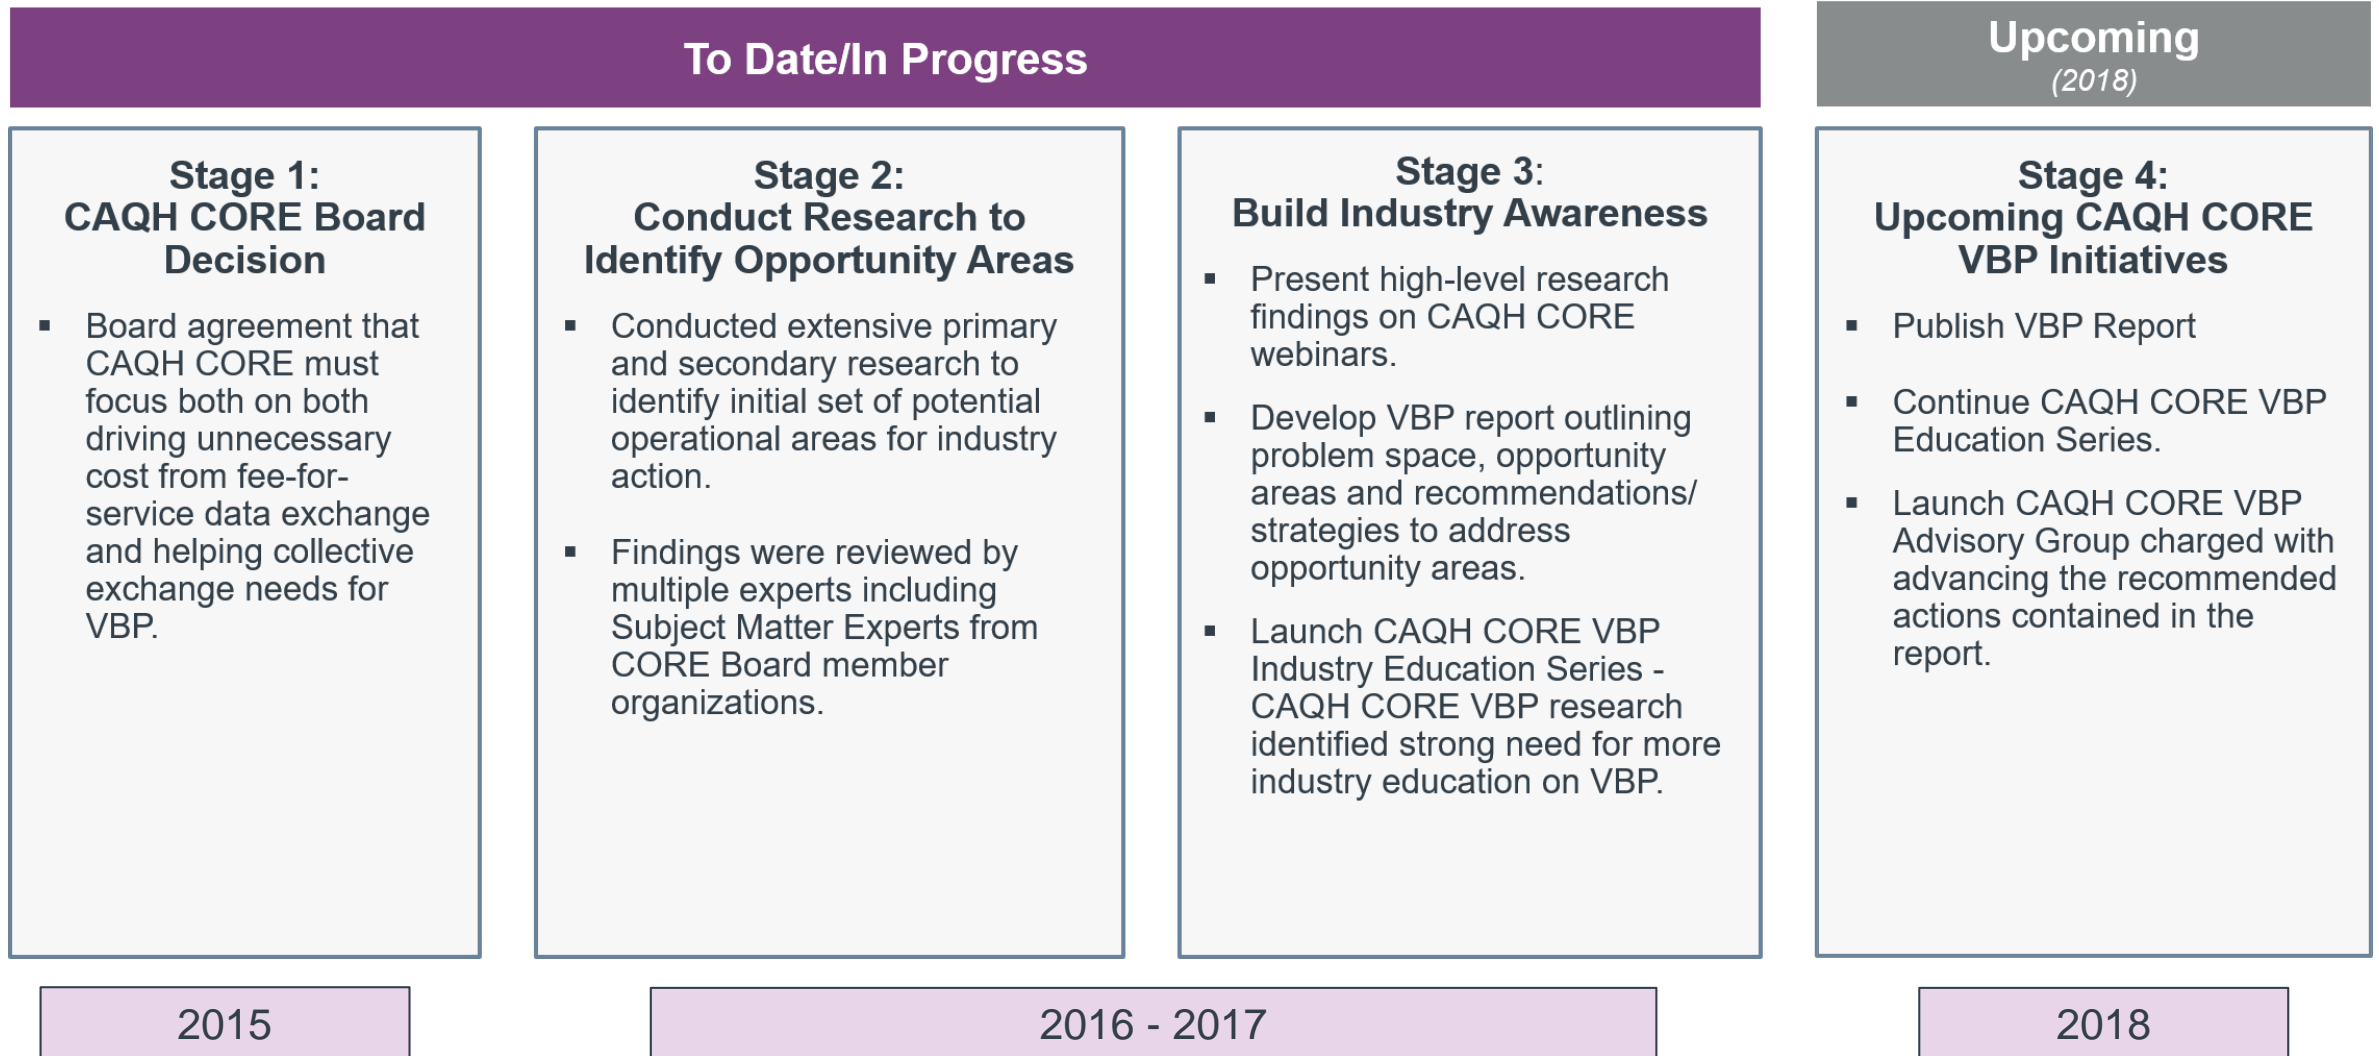 To Date/In Progress
Upcoming
(2018)
Stage 1:
CAQH CORE Board
Decision
▪ Board agreement that
CAQH CORE must
focus both on both
driving unnecessary
cost from fee-for-
service data exchange
and helping collective
exchange needs for
VBP.
Stage 2:
Conduct Research to
Identify Opportunity Areas
▪ Conducted extensive primary
and secondary research to
identify initial set of potential
operational areas for industry
action.
▪ Findings were reviewed by
multiple experts including
Subject Matter Experts from
CORE Board member
organizations.
Stage 3:
Build Industry Awareness
▪ Present high-level research
findings on CAQH CORE
webinars.
▪ Develop VBP report outlining
problem space, opportunity
areas and recommendations/
strategies to address
opportunity areas.
▪ Launch CAQH CORE VBP
Industry Education Series -
CAQH CORE VBP research
identified strong need for more
industry education on VBP.
Stage 4:
Upcoming CAQH CORE
VBP Initiatives
▪ Publish VBP Report
▪ Continue CAQH CORE VBP
Education Series.
▪ Launch CAQH CORE VBP
Advisory Group charged with
advancing the recommended
actions contained in the
report.
2015
2016 - 2017
2018